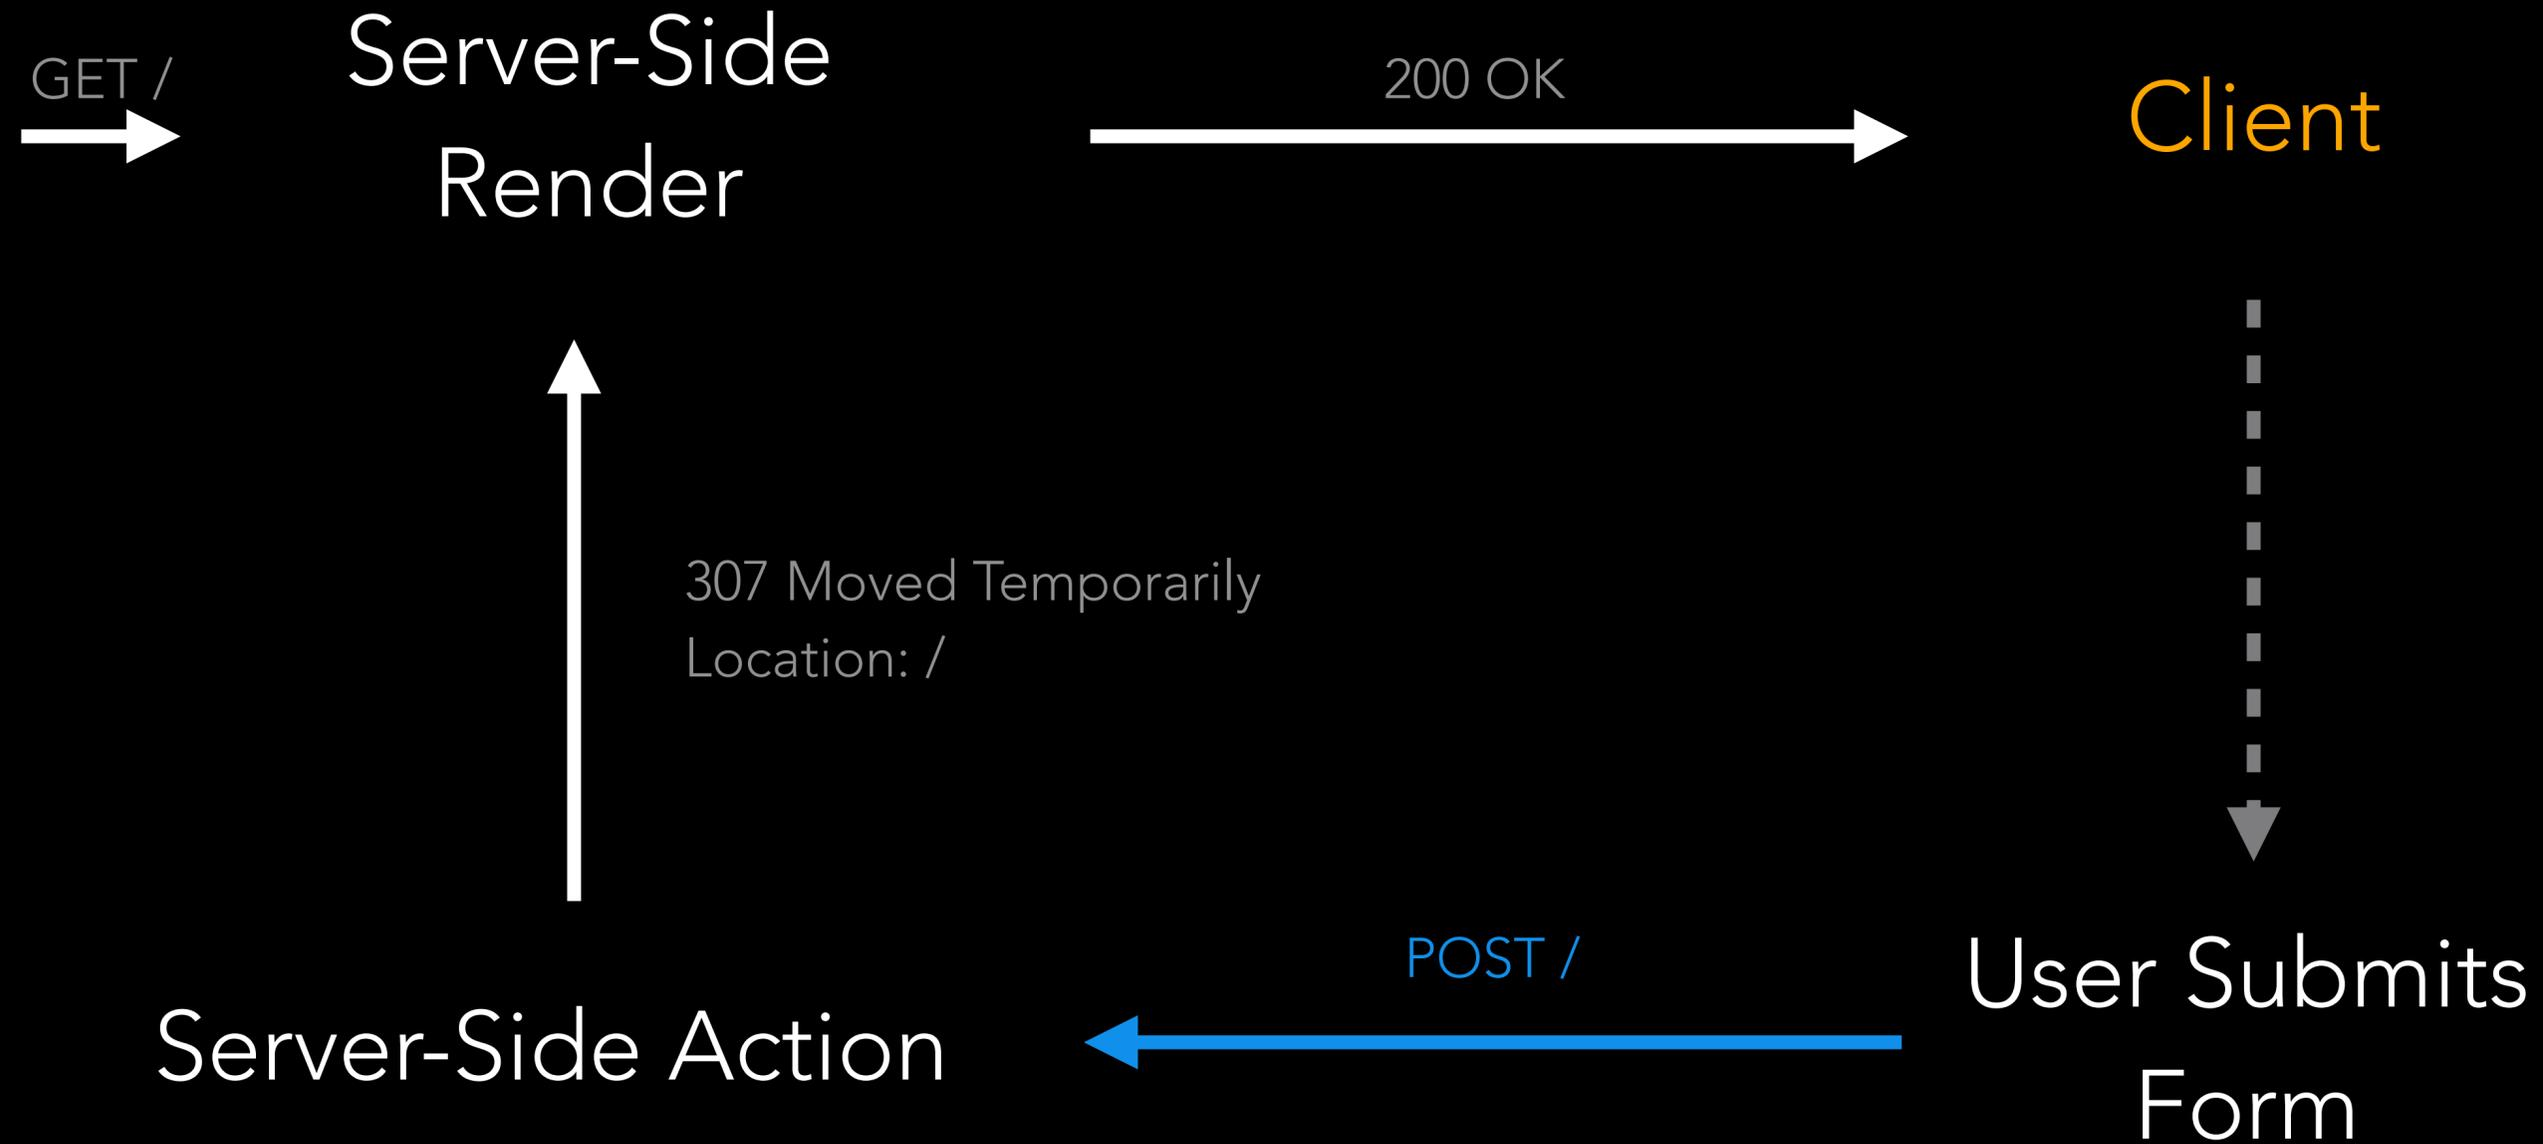 GET /
Server-Side
Render
200 OK
Client
307 Moved Temporarily
Location: /
POST /
Server-Side Action
User Submits
Form